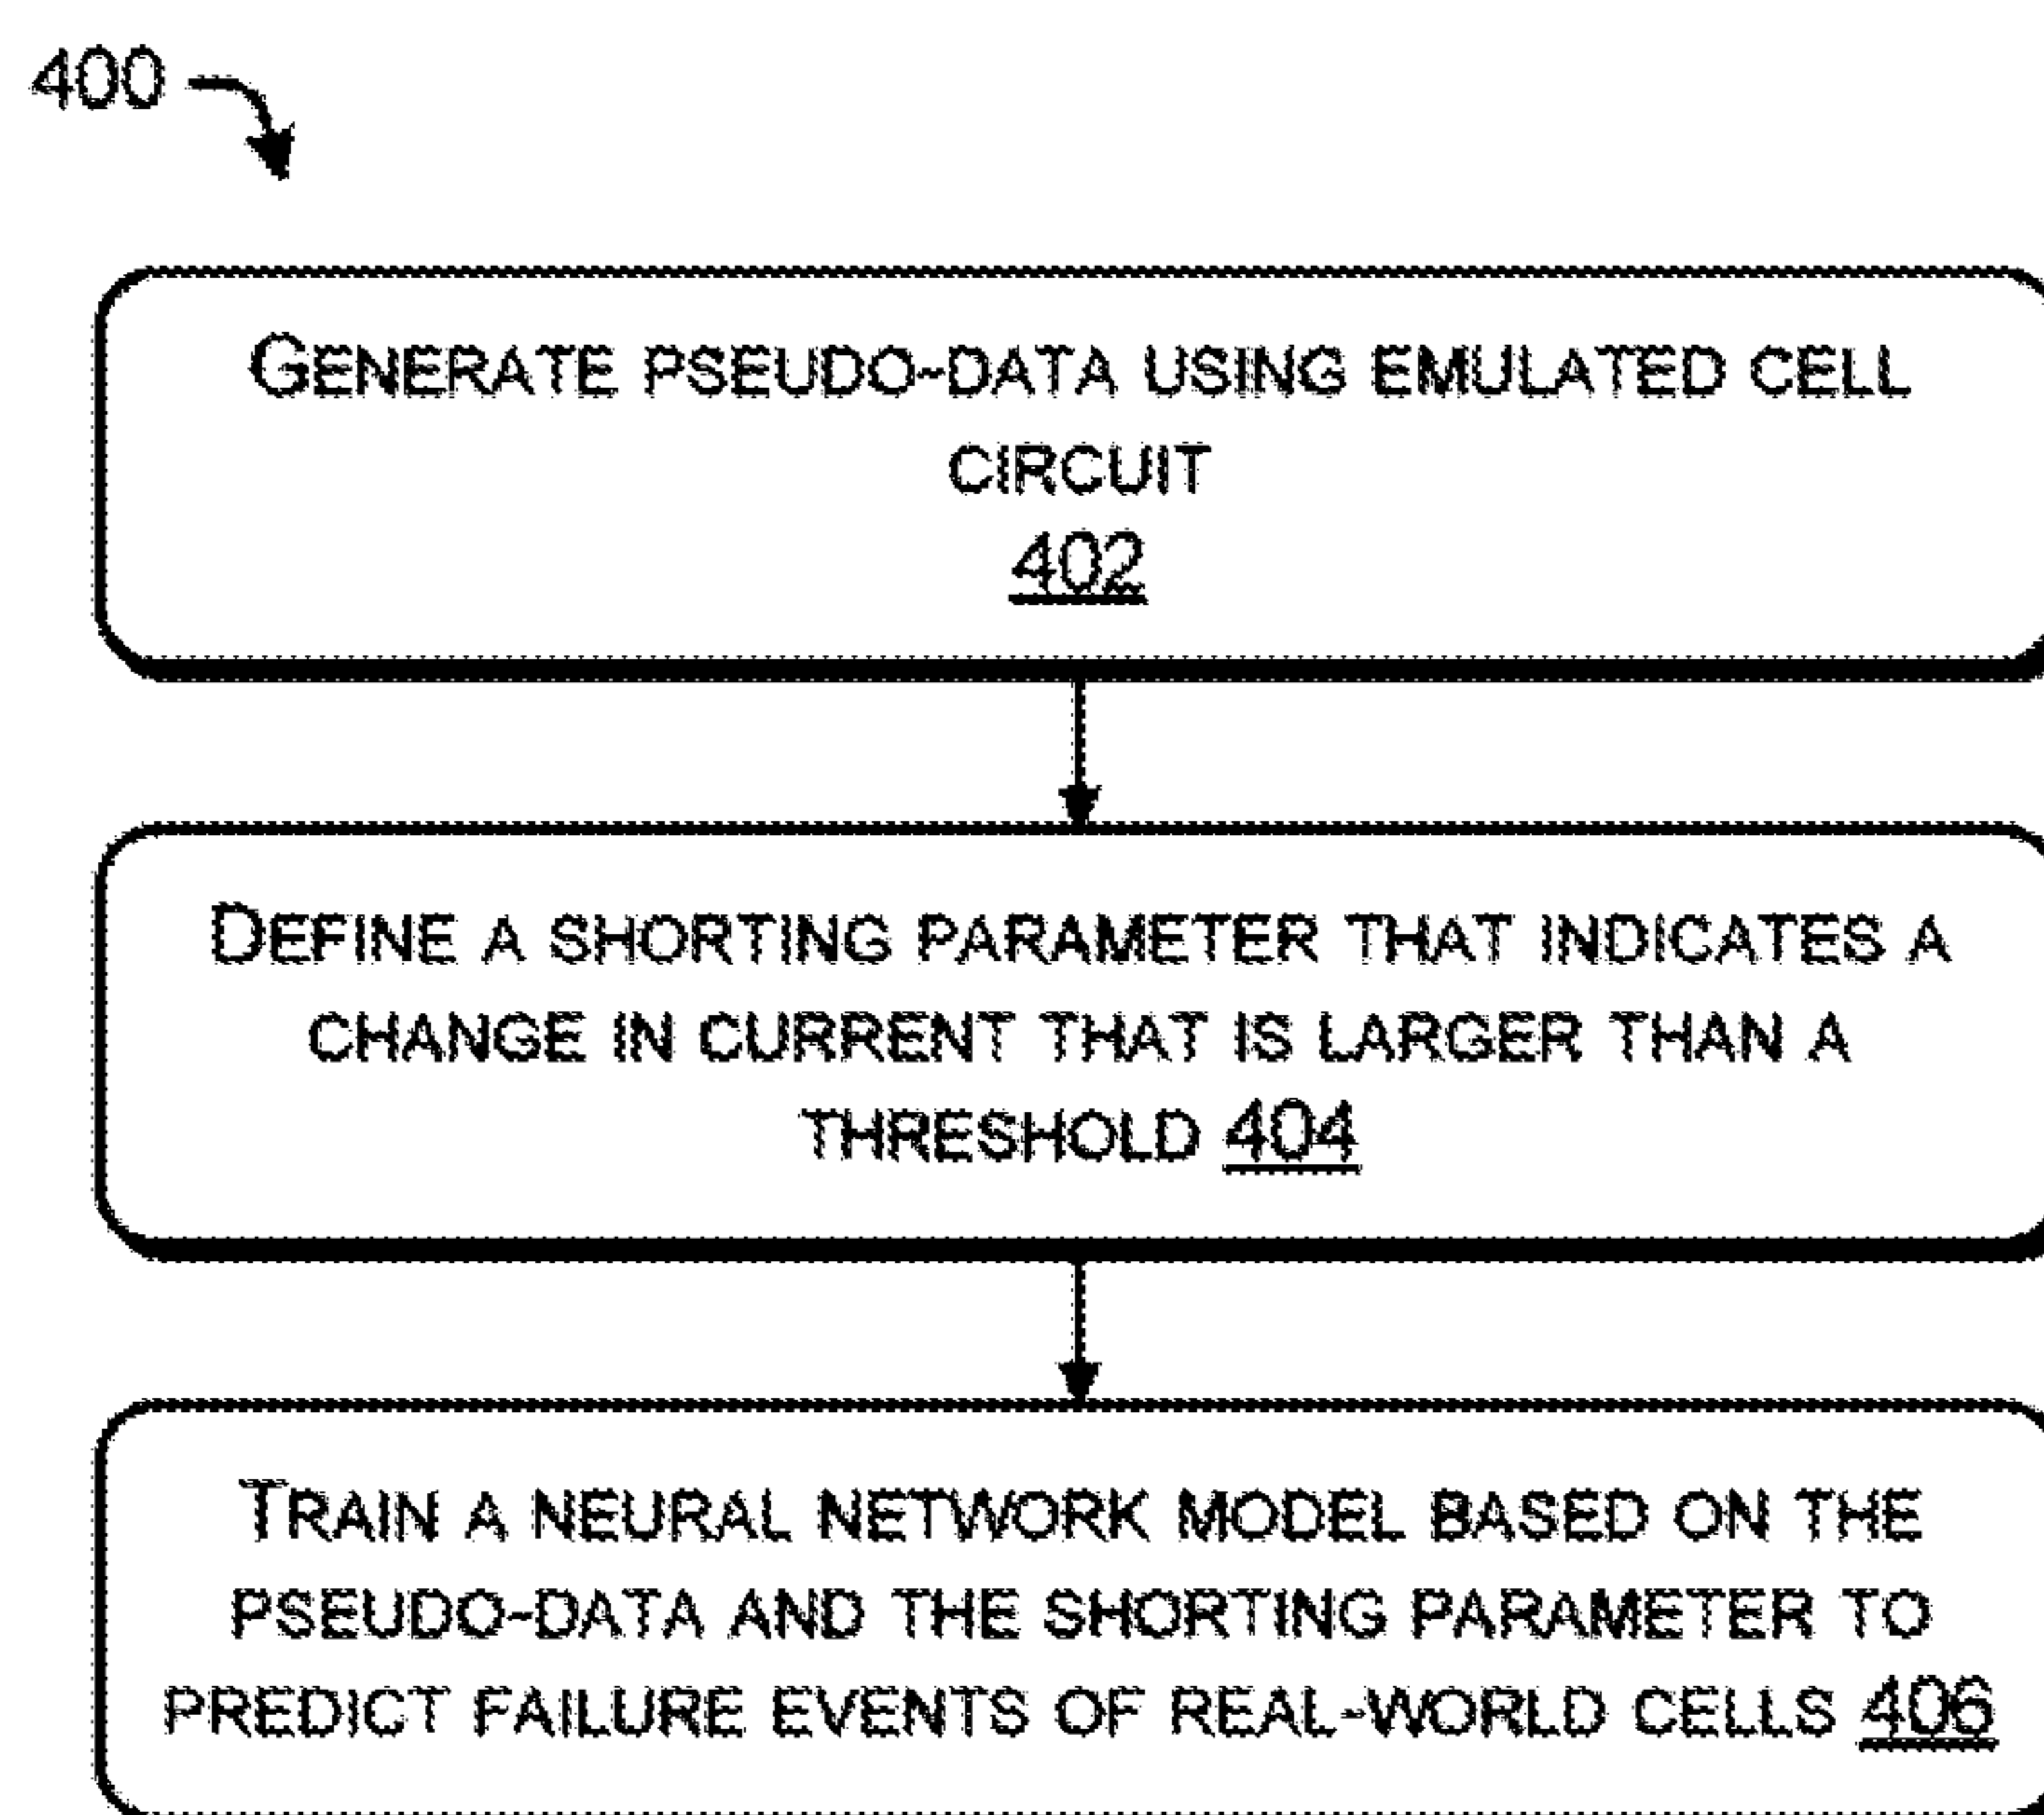 400
GENERATE PSEUDO-DATA USING EMULATED CELL
CIRCUIT
402
DEFINE A SHORTING PARAMETER THAT INDICATES A
CHANGE IN CURRENT THAT IS LARGER THAN A
THRESHOLD 404
TRAIN A NEURAL NETWORK MODEL BASED ON THE
PSEUDO-DATA AND THE SHORTING PARAMETER TO
PREDICT FAILURE EVENTS OF REAL-WORLD CELLS 406